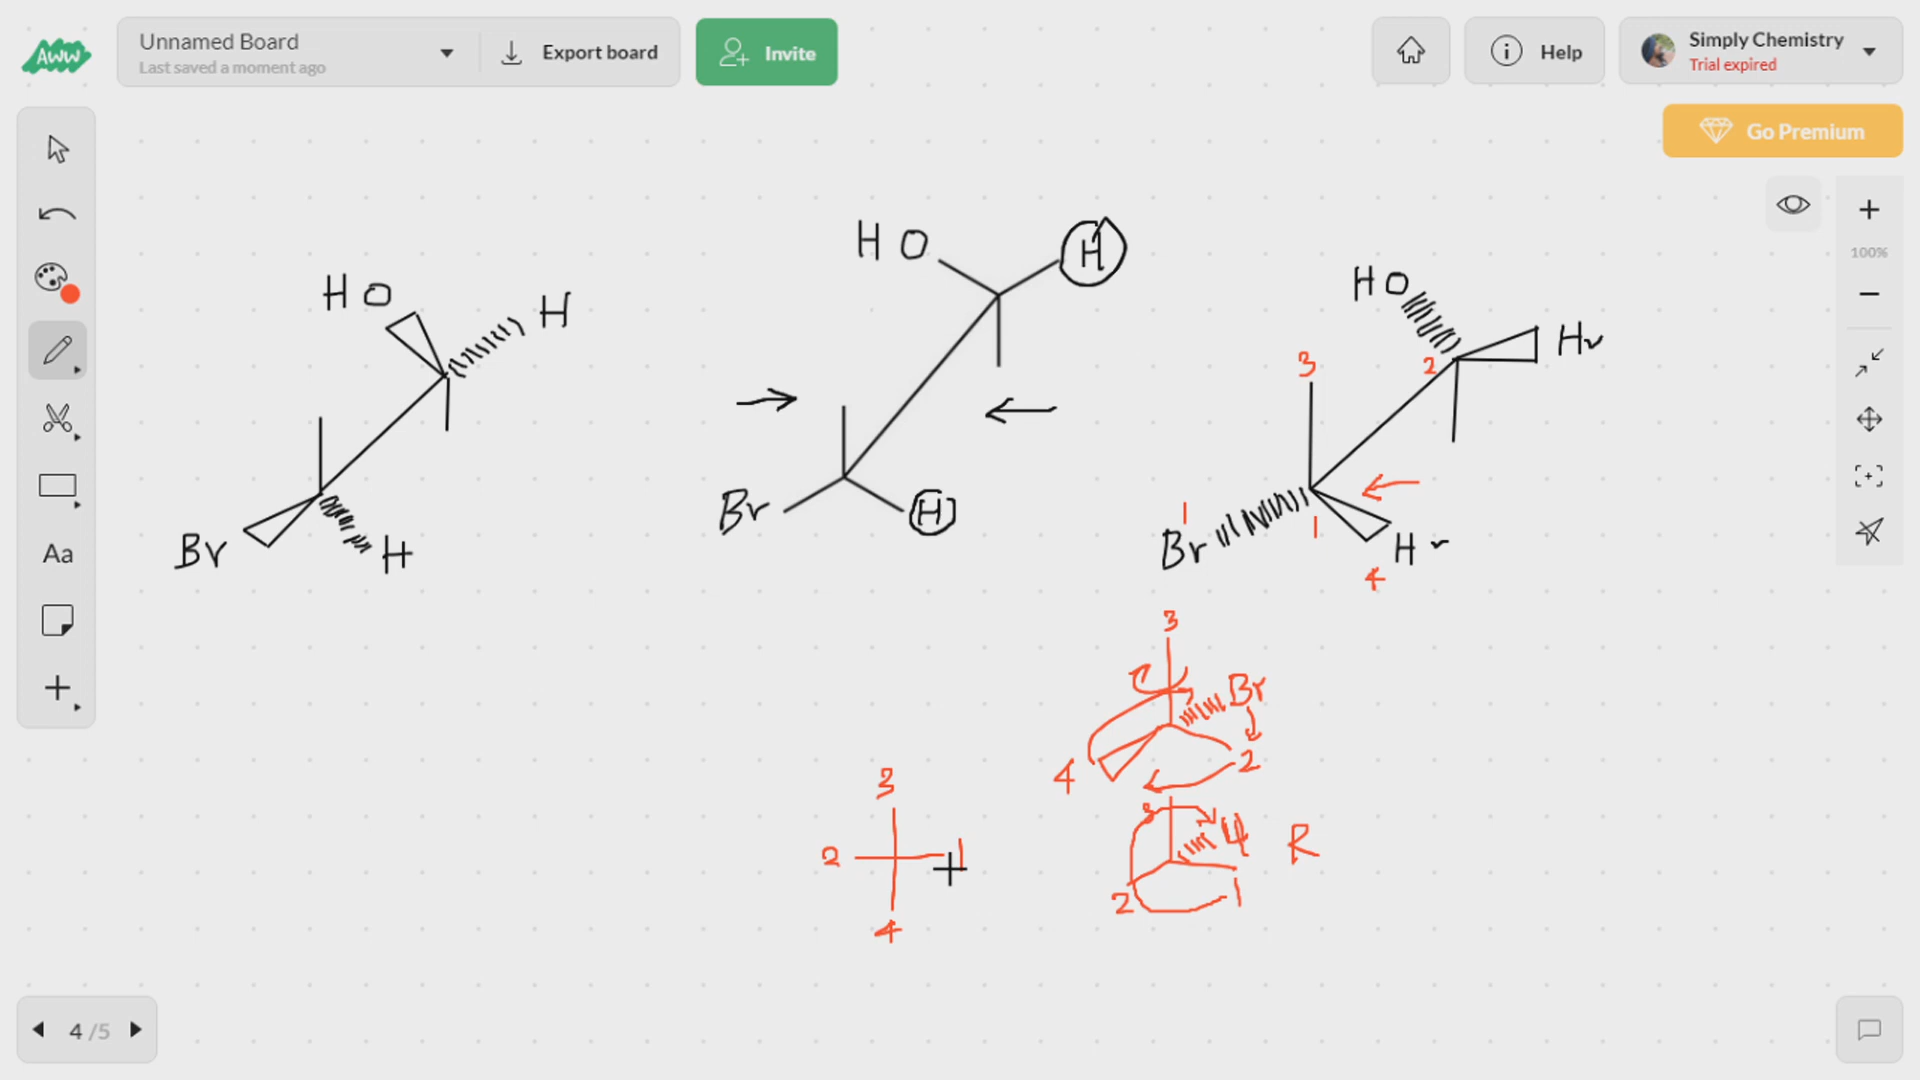 AWW
Unnamed Board
Last saved a moment ago
Export board
Invite
Help
Simply Chemistry
Trial expired
Go Premium
100%
Aa
4 /5
HO
H
Br
H
HO
H
Br
H
HO
H
3
2
1
Br
1
H
4
3
Br
4
2
3
4
R
2
1
3
2
1
4